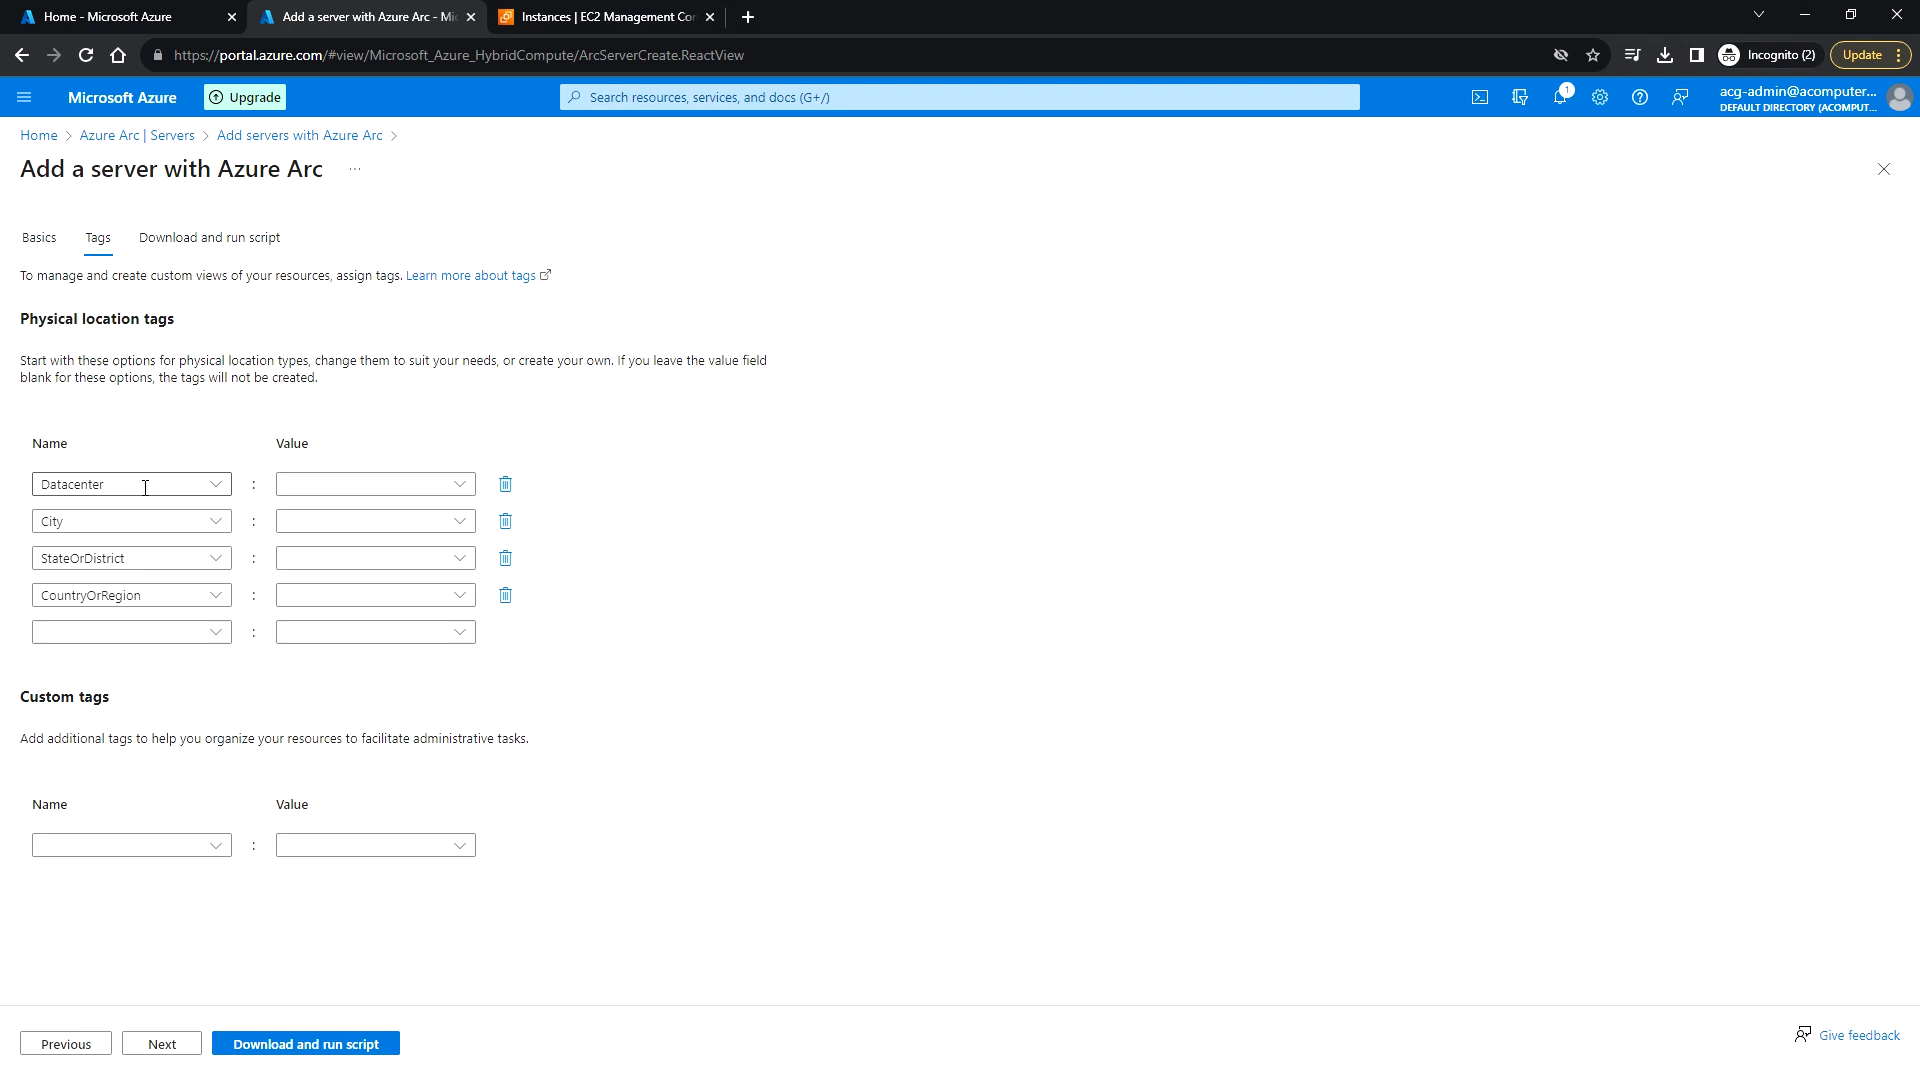 Home - Microsoft Azure
Add a server with Azure Arc - Mi
Instances | EC2 Management Co
https://portal.azure.com/#view/Microsoft_Azure_HybridCompute/ArcServerCreate.ReactView
Incognito (2)
Update
Microsoft Azure
Upgrade
Search resources, services, and docs (G+/)
1
acg-admin@acomputer...
DEFAULT DIRECTORY (ACOMPUT...
Home > Azure Arc | Servers > Add servers with Azure Arc >
Add a server with Azure Arc ...
Basics Tags Download and run script
To manage and create custom views of your resources, assign tags. Learn more about tags
Physical location tags
Start with these options for physical location types, change them to suit your needs, or create your own. If you leave the value field
blank for these options, the tags will not be created.
Name Value
Datacenter :
City :
StateOrDistrict :
CountryOrRegion :
:
Custom tags
Add additional tags to help you organize your resources to facilitate administrative tasks.
Name Value
:
Previous Next Download and run script
Give feedback